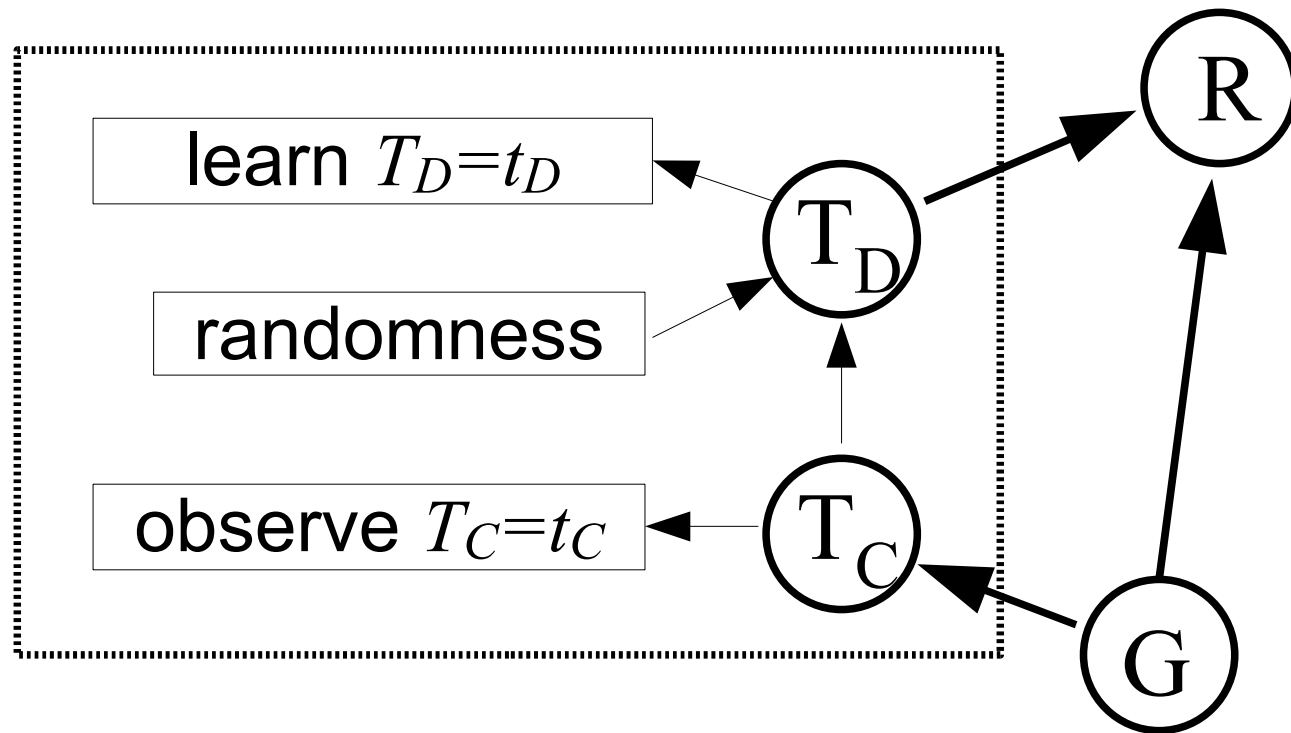 R
learn T_D=t_D
T_D
randomness
observe T_C=t_C
T_C
G